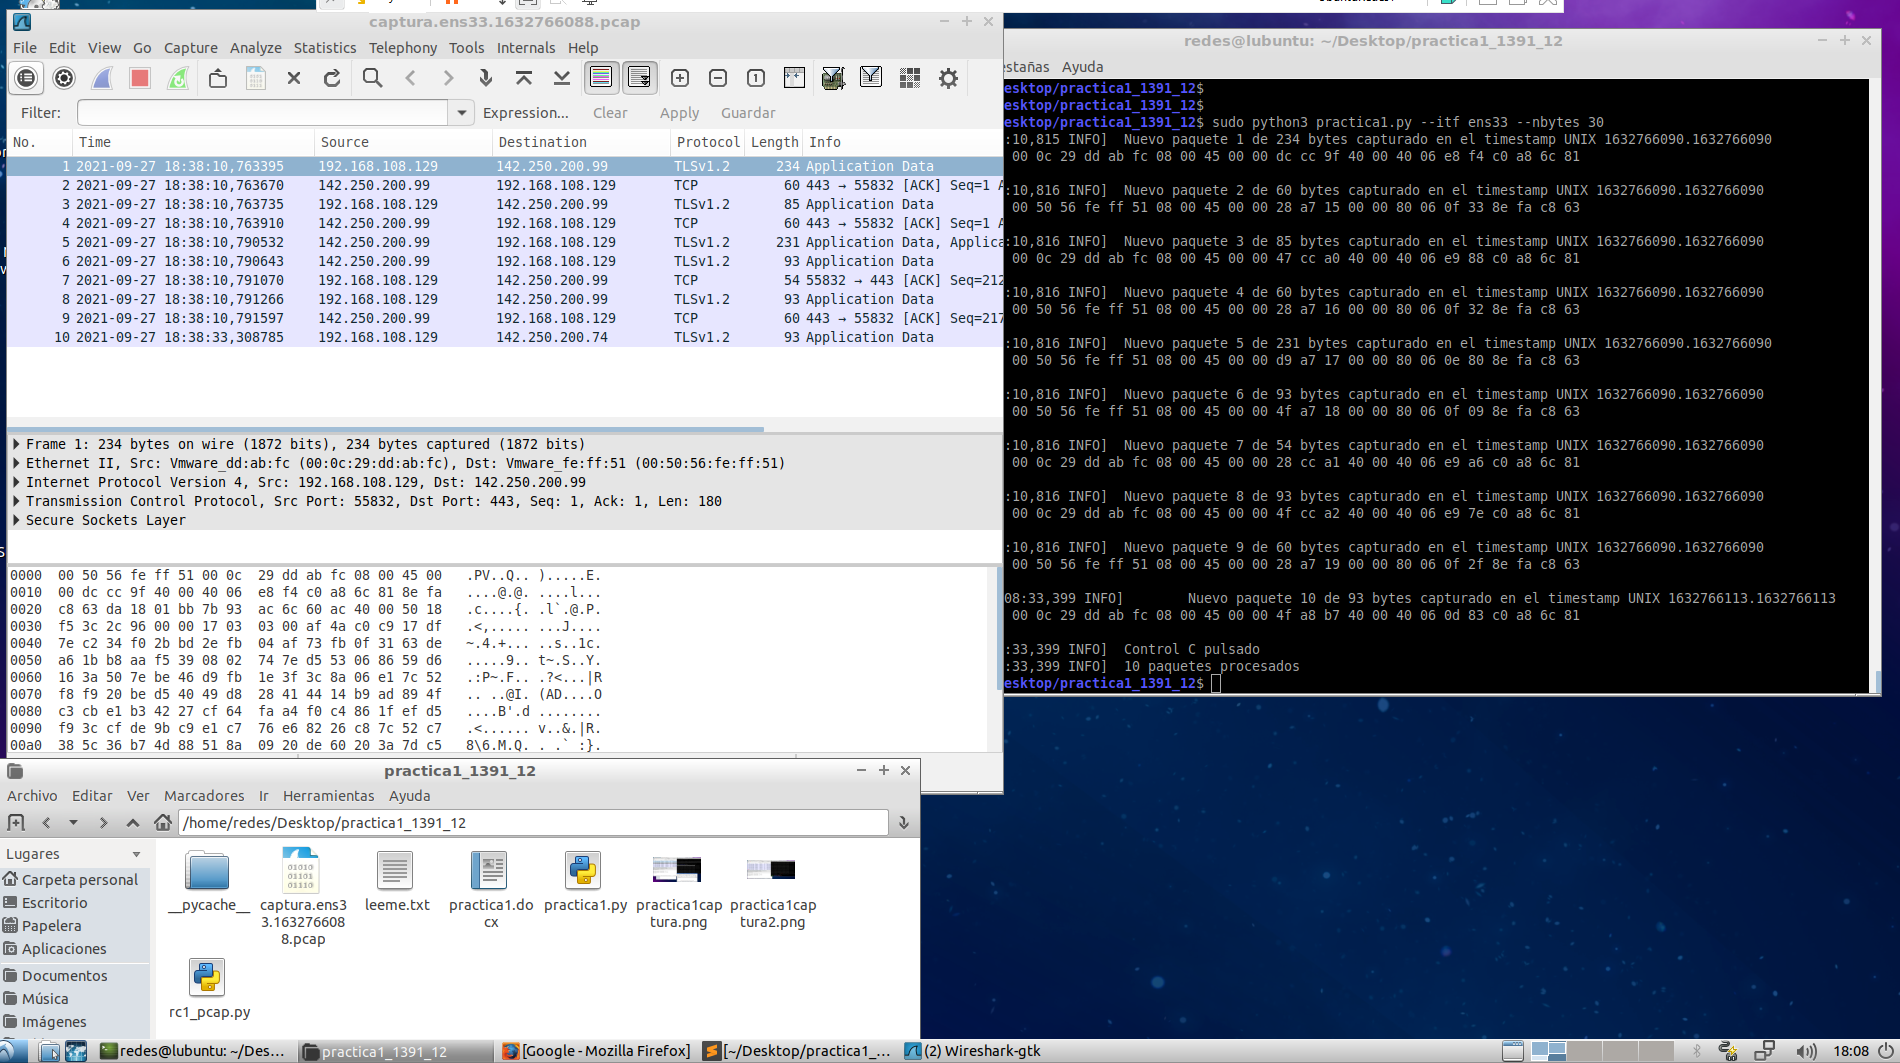 captura.ens33.1632766088.pcap
File Edit View Go Capture Analyze Statistics Telephony Tools Internals Help
Filter: Expression... Clear Apply Guardar
No. Time Source Destination Protocol Length Info
1 2021-09-27 18:38:10,763395 192.168.108.129 142.250.200.99 TLSv1.2 234 Application Data
2 2021-09-27 18:38:10,763670 142.250.200.99 192.168.108.129 TCP 60 443 → 55832 [ACK] Seq=1 A
3 2021-09-27 18:38:10,763735 192.168.108.129 142.250.200.99 TLSv1.2 85 Application Data
4 2021-09-27 18:38:10,763910 142.250.200.99 192.168.108.129 TCP 60 443 → 55832 [ACK] Seq=1 A
5 2021-09-27 18:38:10,790532 142.250.200.99 192.168.108.129 TLSv1.2 231 Application Data, Applica
6 2021-09-27 18:38:10,790643 142.250.200.99 192.168.108.129 TLSv1.2 93 Application Data
7 2021-09-27 18:38:10,791070 192.168.108.129 142.250.200.99 TCP 54 55832 → 443 [ACK] Seq=212
8 2021-09-27 18:38:10,791266 192.168.108.129 142.250.200.99 TLSv1.2 93 Application Data
9 2021-09-27 18:38:10,791597 142.250.200.99 192.168.108.129 TCP 60 443 → 55832 [ACK] Seq=217
10 2021-09-27 18:38:33,308785 192.168.108.129 142.250.200.74 TLSv1.2 93 Application Data
Frame 1: 234 bytes on wire (1872 bits), 234 bytes captured (1872 bits)
Ethernet II, Src: Vmware_dd:ab:fc (00:0c:29:dd:ab:fc), Dst: Vmware_fe:ff:51 (00:50:56:fe:ff:51)
Internet Protocol Version 4, Src: 192.168.108.129, Dst: 142.250.200.99
Transmission Control Protocol, Src Port: 55832, Dst Port: 443, Seq: 1, Ack: 1, Len: 180
Secure Sockets Layer
0000 00 50 56 fe ff 51 00 0c 29 dd ab fc 08 00 45 00 .PV..Q.. ).....E.
0010 00 dc cc 9f 40 00 40 06 e8 f4 c0 a8 6c 81 8e fa ....@.@. ....l...
0020 c8 63 da 18 01 bb 7b 93 ac 6c 60 ac 40 00 50 18 .c....{. .l`.@.P.
0030 f5 3c 2c 96 00 00 17 03 03 00 af 4a c0 c9 17 df .<,..... ...J....
0040 7e c2 34 f0 2b bd 2e fb 04 af 73 fb 0f 31 63 de ~.4.+... ..s..1c.
0050 a6 1b b8 aa f5 39 08 02 74 7e d5 53 06 86 59 d6 .....9.. t~.S..Y.
0060 16 3a 50 7e be 46 d9 fb 1e 3f 3c 8a 06 e1 7c 52 .:P~.F.. .?<...|R
0070 f8 f9 20 be d5 40 49 d8 28 41 44 14 b9 ad 89 4f .. ..@I. (AD....O
0080 c3 cb e1 b3 42 27 cf 64 fa a4 f0 c4 86 1f ef d5 ....B'.d ........
0090 f9 3c cf de 9b c9 e1 c7 76 e6 82 26 c8 7c 52 c7 .<...... v..&.|R.
00a0 38 5c 36 b7 4d 88 51 8a 09 20 de 60 20 3a 7d c5 8\6.M.Q. . .` :}.
redes@lubuntu: ~/Desktop/practica1_1391_12
estañas Ayuda
esktop/practica1_1391_12$
esktop/practica1_1391_12$
esktop/practica1_1391_12$ sudo python3 practica1.py --itf ens33 --nbytes 30
:10,815 INFO] Nuevo paquete 1 de 234 bytes capturado en el timestamp UNIX 1632766090.1632766090
00 0c 29 dd ab fc 08 00 45 00 00 dc cc 9f 40 00 40 06 e8 f4 c0 a8 6c 81
:10,816 INFO] Nuevo paquete 2 de 60 bytes capturado en el timestamp UNIX 1632766090.1632766090
00 50 56 fe ff 51 08 00 45 00 00 28 a7 15 00 00 80 06 0f 33 8e fa c8 63
:10,816 INFO] Nuevo paquete 3 de 85 bytes capturado en el timestamp UNIX 1632766090.1632766090
00 0c 29 dd ab fc 08 00 45 00 00 47 cc a0 40 00 40 06 e9 88 c0 a8 6c 81
:10,816 INFO] Nuevo paquete 4 de 60 bytes capturado en el timestamp UNIX 1632766090.1632766090
00 50 56 fe ff 51 08 00 45 00 00 28 a7 16 00 00 80 06 0f 32 8e fa c8 63
:10,816 INFO] Nuevo paquete 5 de 231 bytes capturado en el timestamp UNIX 1632766090.1632766090
00 50 56 fe ff 51 08 00 45 00 00 d9 a7 17 00 00 80 06 0e 80 8e fa c8 63
:10,816 INFO] Nuevo paquete 6 de 93 bytes capturado en el timestamp UNIX 1632766090.1632766090
00 50 56 fe ff 51 08 00 45 00 00 4f a7 18 00 00 80 06 0f 09 8e fa c8 63
:10,816 INFO] Nuevo paquete 7 de 54 bytes capturado en el timestamp UNIX 1632766090.1632766090
00 0c 29 dd ab fc 08 00 45 00 00 28 cc a1 40 00 40 06 e9 a6 c0 a8 6c 81
:10,816 INFO] Nuevo paquete 8 de 93 bytes capturado en el timestamp UNIX 1632766090.1632766090
00 0c 29 dd ab fc 08 00 45 00 00 4f cc a2 40 00 40 06 e9 7e c0 a8 6c 81
:10,816 INFO] Nuevo paquete 9 de 60 bytes capturado en el timestamp UNIX 1632766090.1632766090
00 50 56 fe ff 51 08 00 45 00 00 28 a7 19 00 00 80 06 0f 2f 8e fa c8 63
08:33,399 INFO] Nuevo paquete 10 de 93 bytes capturado en el timestamp UNIX 1632766113.1632766113
00 0c 29 dd ab fc 08 00 45 00 00 4f a8 b7 40 00 40 06 0d 83 c0 a8 6c 81
:33,399 INFO] Control C pulsado
:33,399 INFO] 10 paquetes procesados
esktop/practica1_1391_12$
practica1_1391_12
Archivo Editar Ver Marcadores Ir Herramientas Ayuda
/home/redes/Desktop/practica1_1391_12
Lugares
Carpeta personal
Escritorio
Papelera
Aplicaciones
Documentos
Música
Imágenes
__pycache__
captura.ens3
3.163276608
8.pcap
leeme.txt
practica1.do
cx
practica1.py
practica1cap
tura.png
practica1cap
tura2.png
rc1_pcap.py
redes@lubuntu: ~/Des... practica1_1391_12 [Google - Mozilla Firefox] [~/Desktop/practica1_... (2) Wireshark-gtk 18:08